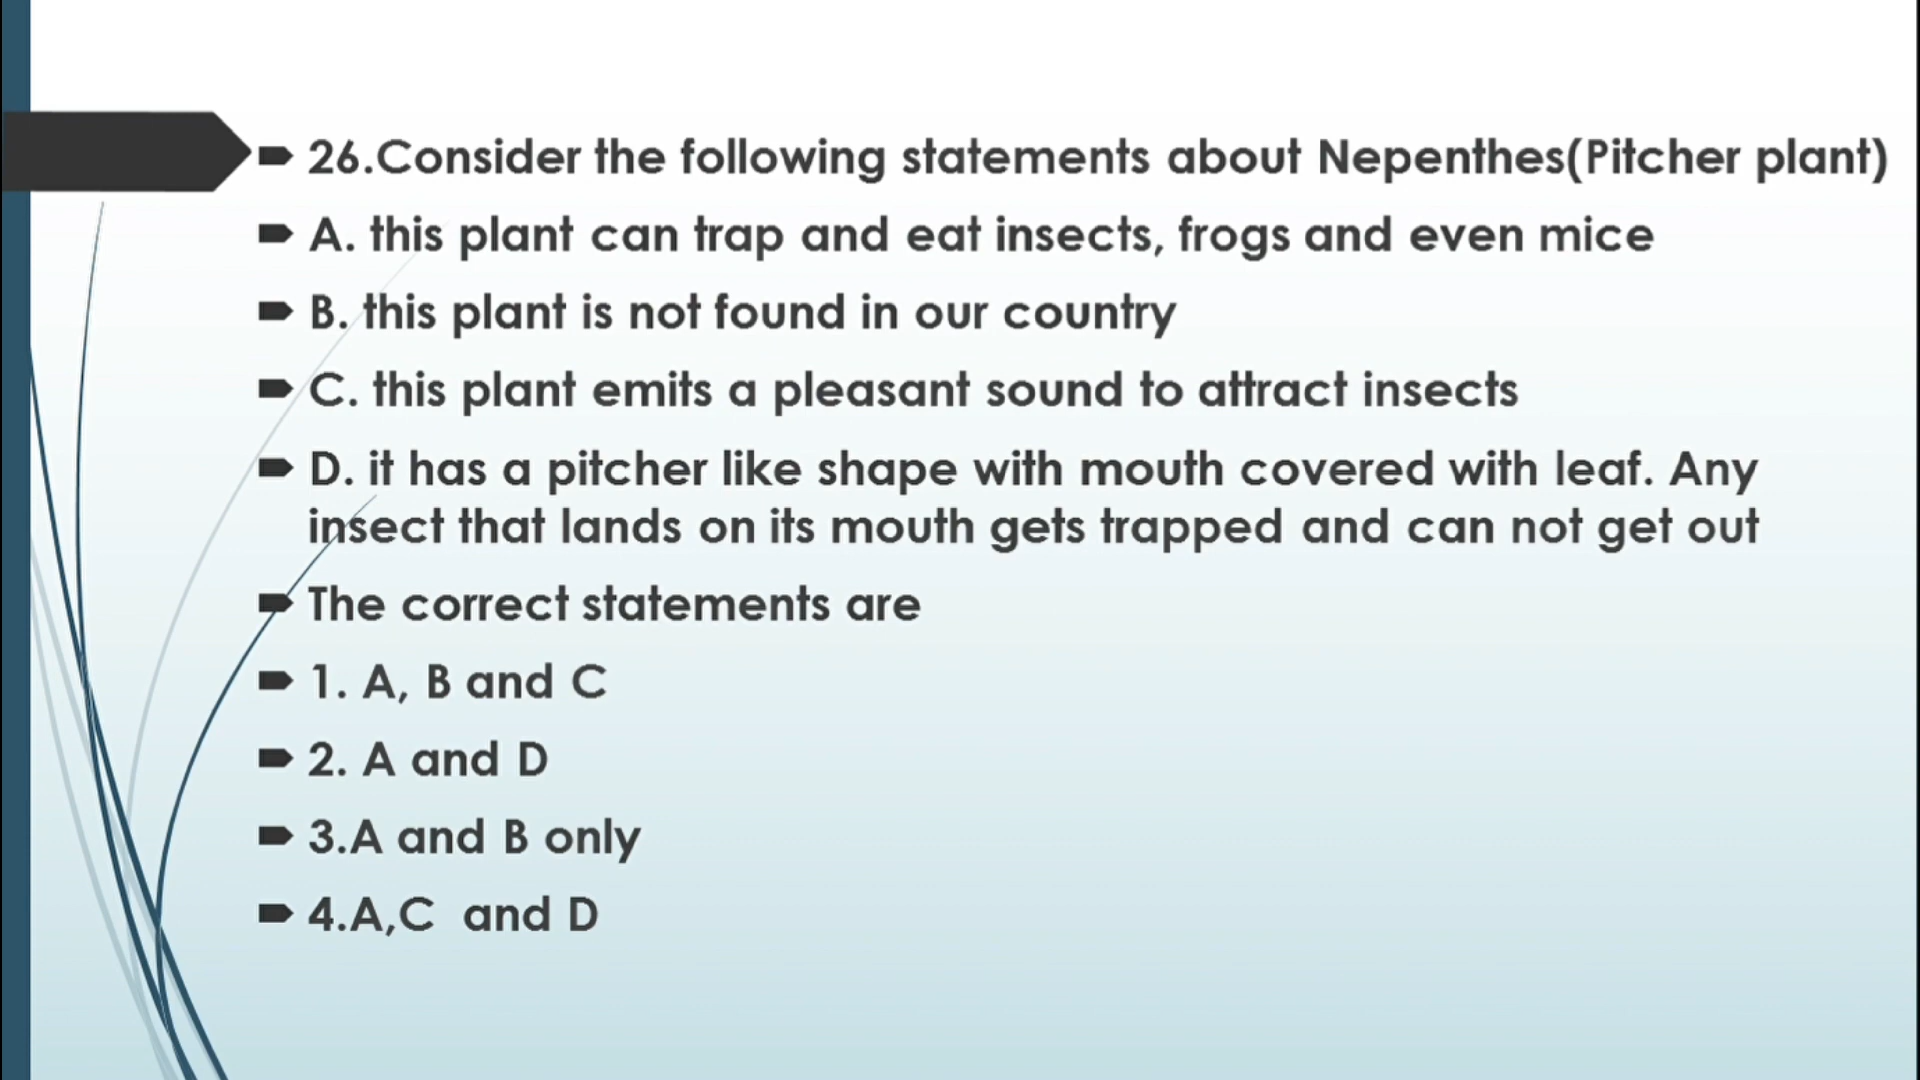 26.Consider the following statements about Nepenthes(Pitcher plant)
A. this plant can trap and eat insects, frogs and even mice
B. this plant is not found in our country
C. this plant emits a pleasant sound to attract insects
D. it has a pitcher like shape with mouth covered with leaf. Any
insect that lands on its mouth gets trapped and can not get out
The correct statements are
1. A, B and C
2. A and D
3.A and B only
4.A,C  and D